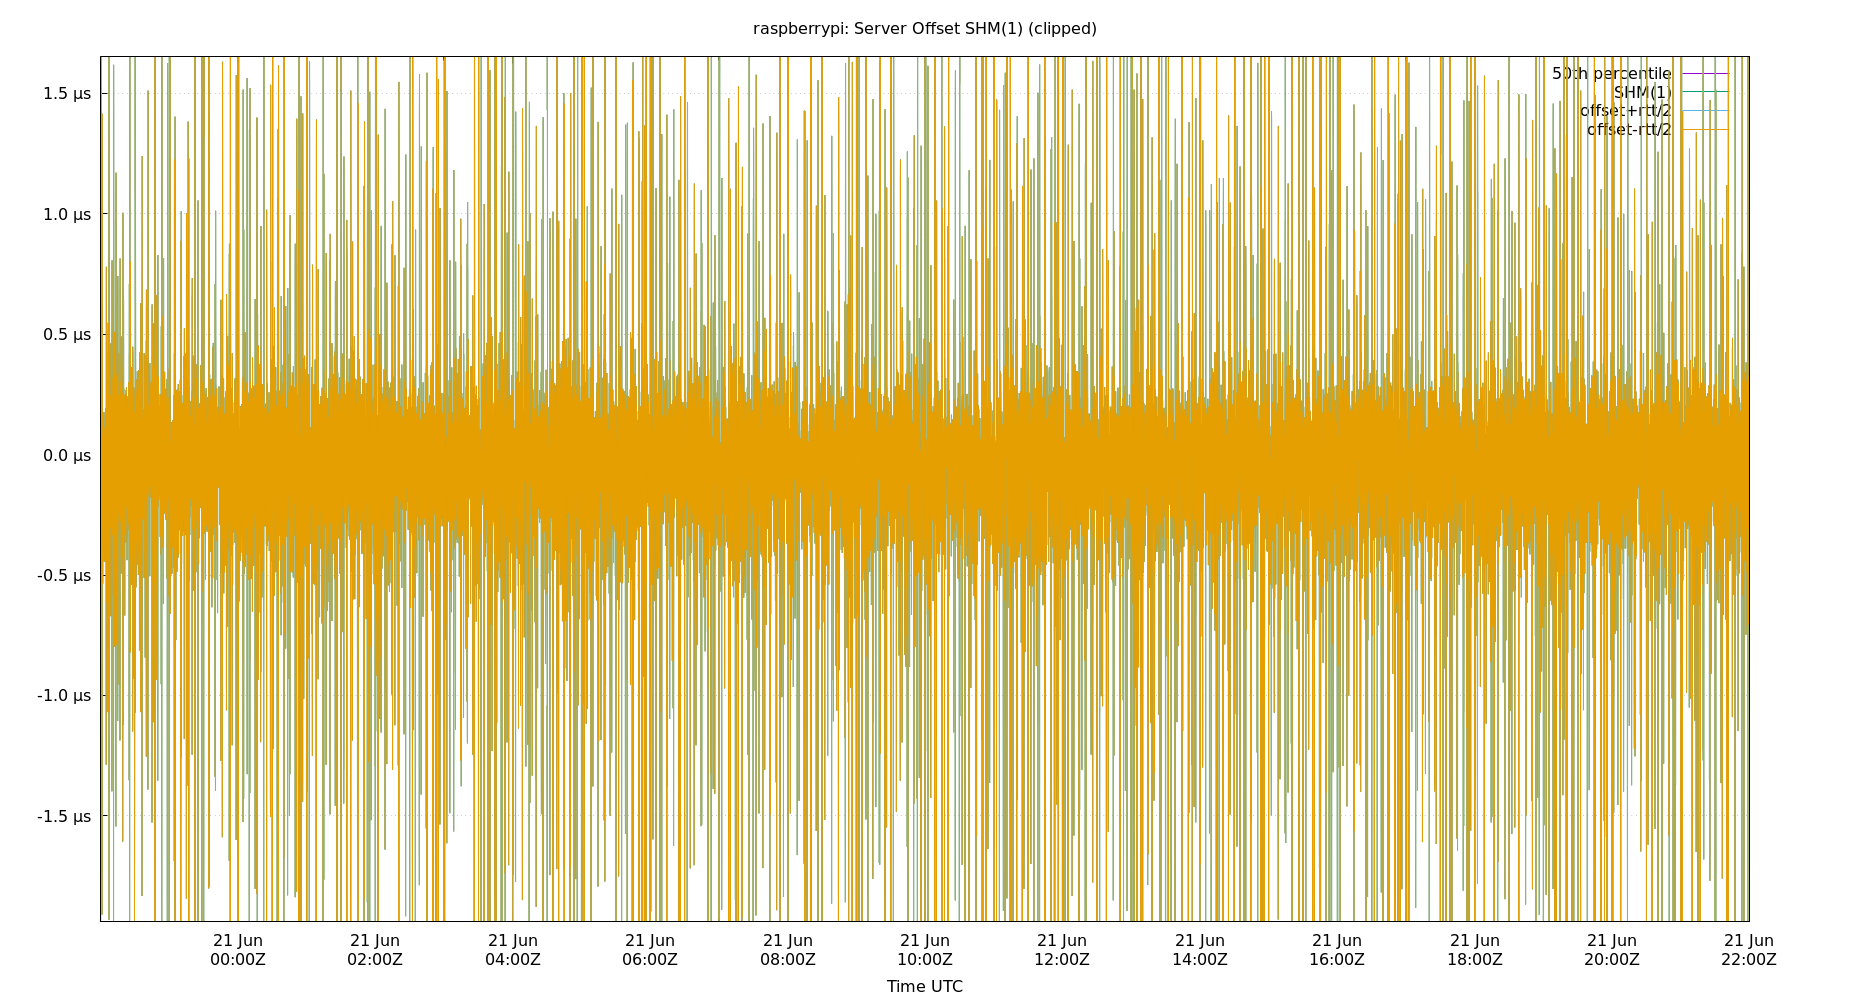 raspberrypi: Server Offset SHM(1) (clipped)
50th percentile
SHM(1)
offset+rtt/2
offset-rtt/2
1.5 µs
1.0 µs
0.5 µs
0.0 µs
-0.5 µs
-1.0 µs
-1.5 µs
21 Jun 21 Jun 21 Jun 21 Jun 21 Jun 21 Jun 21 Jun 21 Jun 21 Jun 21 Jun 21 Jun 21 Jun
00:00Z 02:00Z 04:00Z 06:00Z 08:00Z 10:00Z 12:00Z 14:00Z 16:00Z 18:00Z 20:00Z 22:00Z
Time UTC